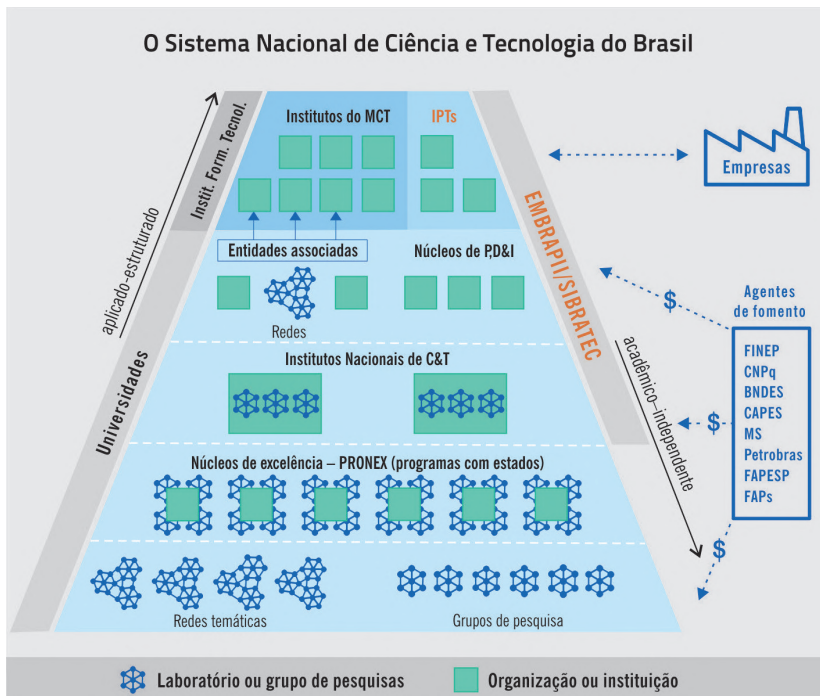 O Sistema Nacional de Ciência e Tecnologia do Brasil
Institutos do MCT
IPTs
Instit. Form. Tecnol.
Empresas
aplicado-estruturado
Entidades associadas
Núcleos de P,D&I
EMBRAPII/SIBRATEC
Redes
$
Agentes
de fomento
Universidades
Institutos Nacionais de C&T
acadêmico–independente
FINEP
CNPq
BNDES
CAPES
MS
Petrobras
FAPESP
FAPs
$
Núcleos de excelência – PRONEX (programas com estados)
$
Redes temáticas
Grupos de pesquisa
Laboratório ou grupo de pesquisas
Organização ou instituição